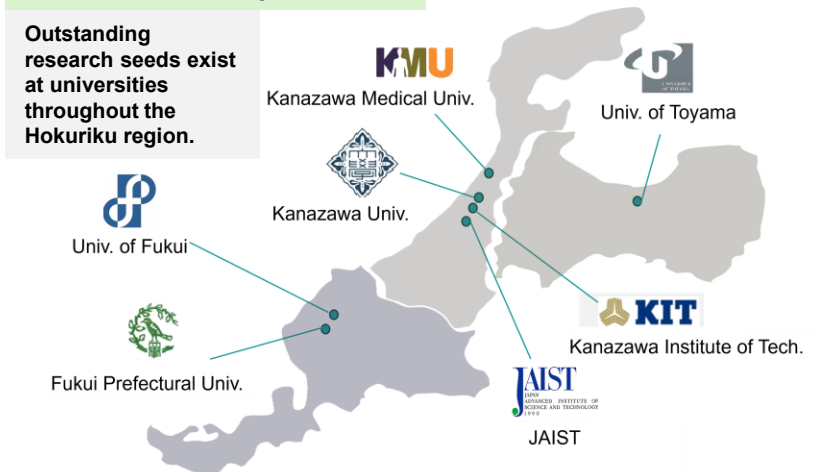 Outstanding
research seeds exist
at universities
throughout the
Hokuriku region.
KMU
Kanazawa Medical Univ.
Univ. of Toyama
Kanazawa Univ.
Univ. of Fukui
KIT
Kanazawa Institute of Tech.
Fukui Prefectural Univ.
JAIST
JAPAN
ADVANCED INSTITUTE OF
SCIENCE AND TECHNOLOGY
1990
JAIST